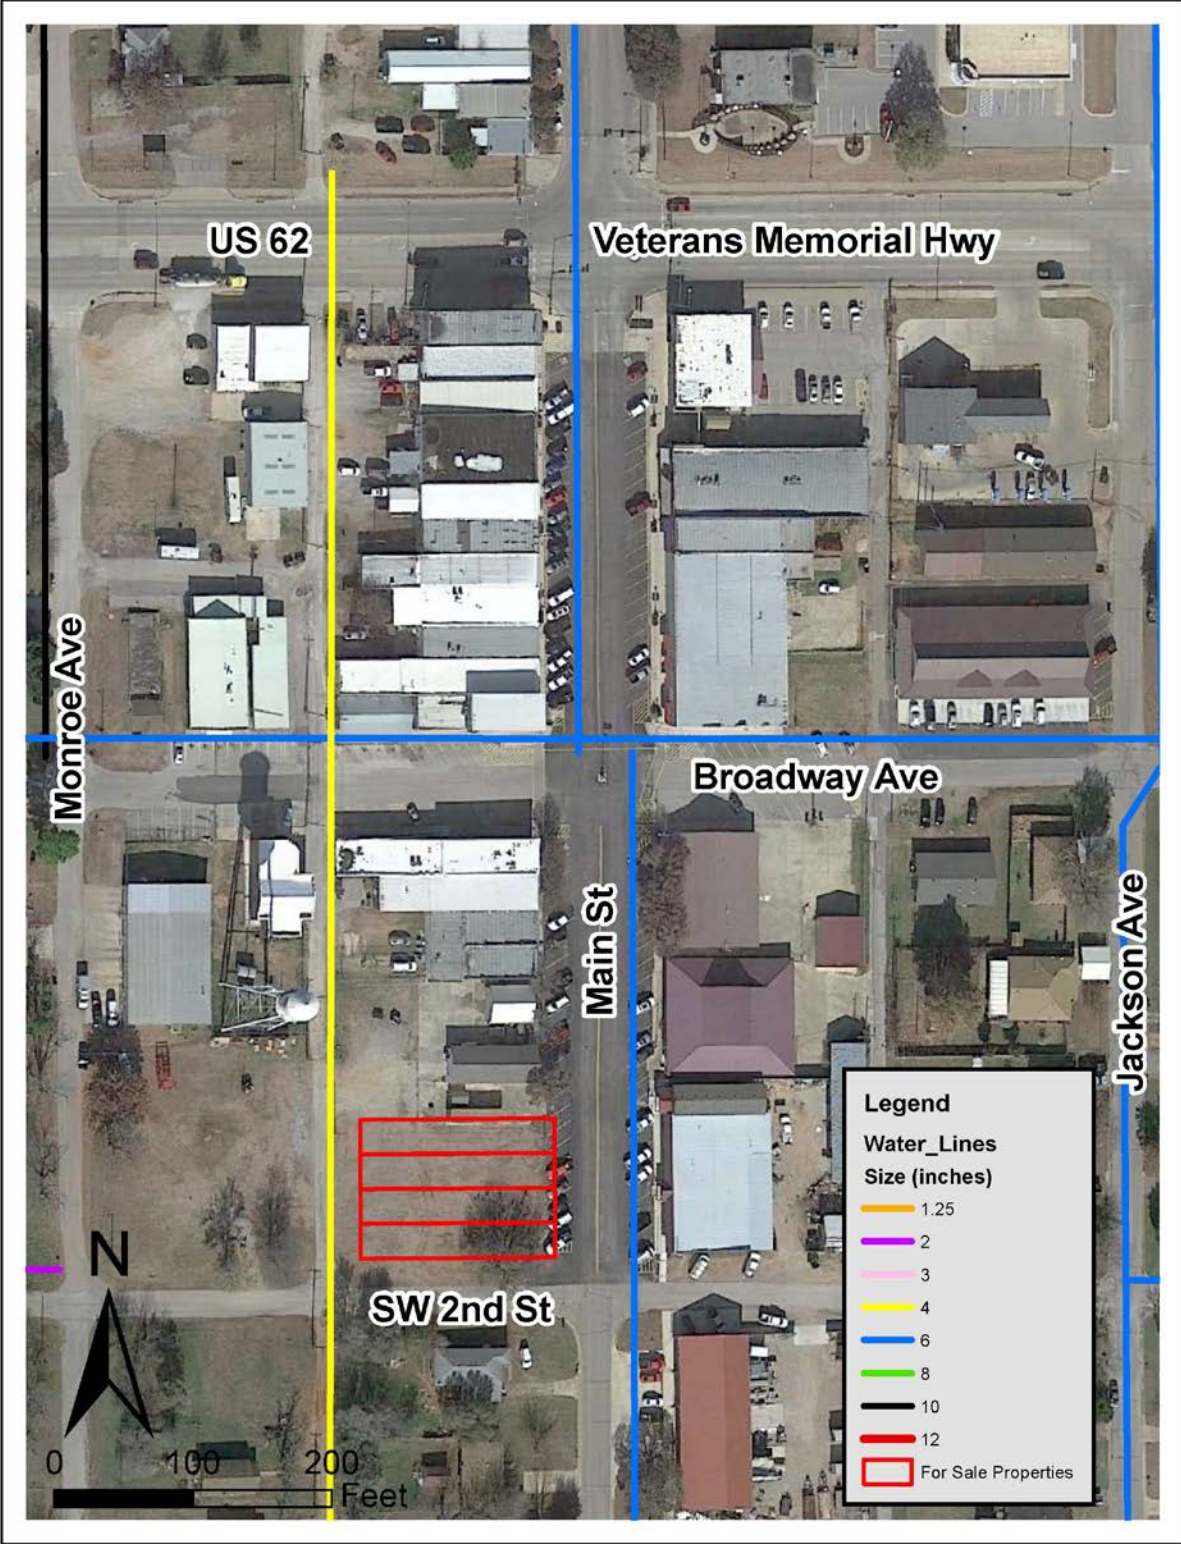 US 62
Veterans Memorial Hwy
Monroe Ave
Broadway Ave
Main St
Jackson Ave
SW 2nd St
N
0 100 200
Feet
Legend
Water_Lines
Size (inches)
1.25
2
3
4
6
8
10
12
For Sale Properties